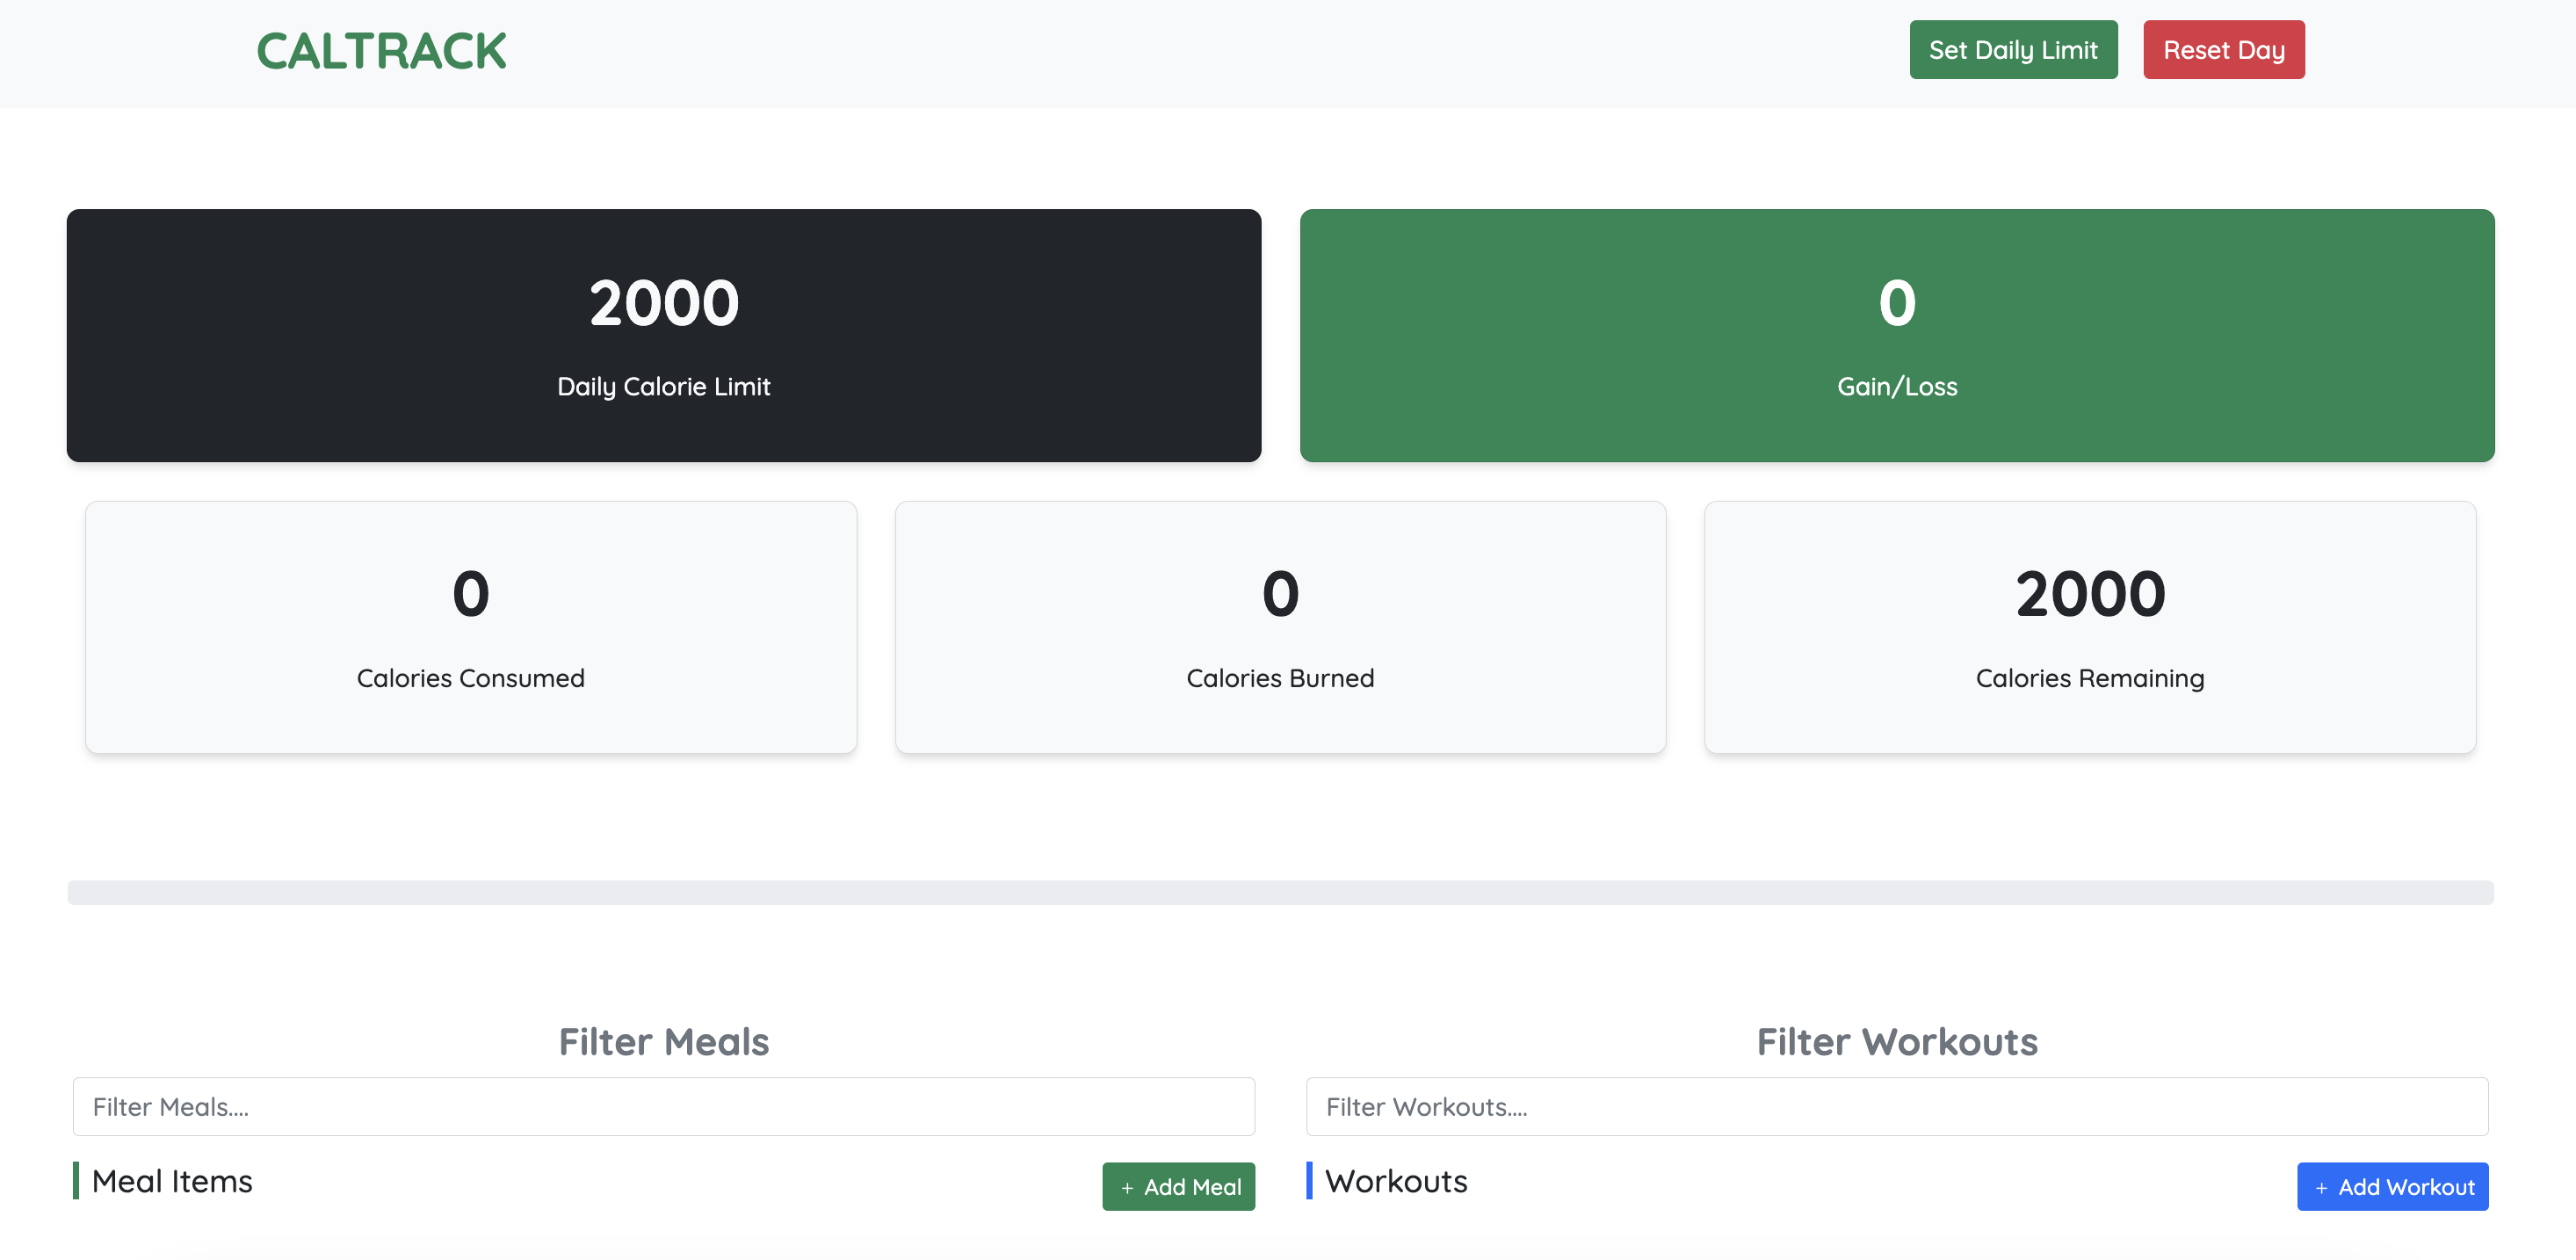 CALTRACK
Set Daily Limit
Reset Day
2000
Daily Calorie Limit
0
Gain/Loss
0
Calories Consumed
0
Calories Burned
2000
Calories Remaining
Filter Meals
Filter Meals....
Meal Items
+ Add Meal
Filter Workouts
Filter Workouts....
Workouts
+ Add Workout